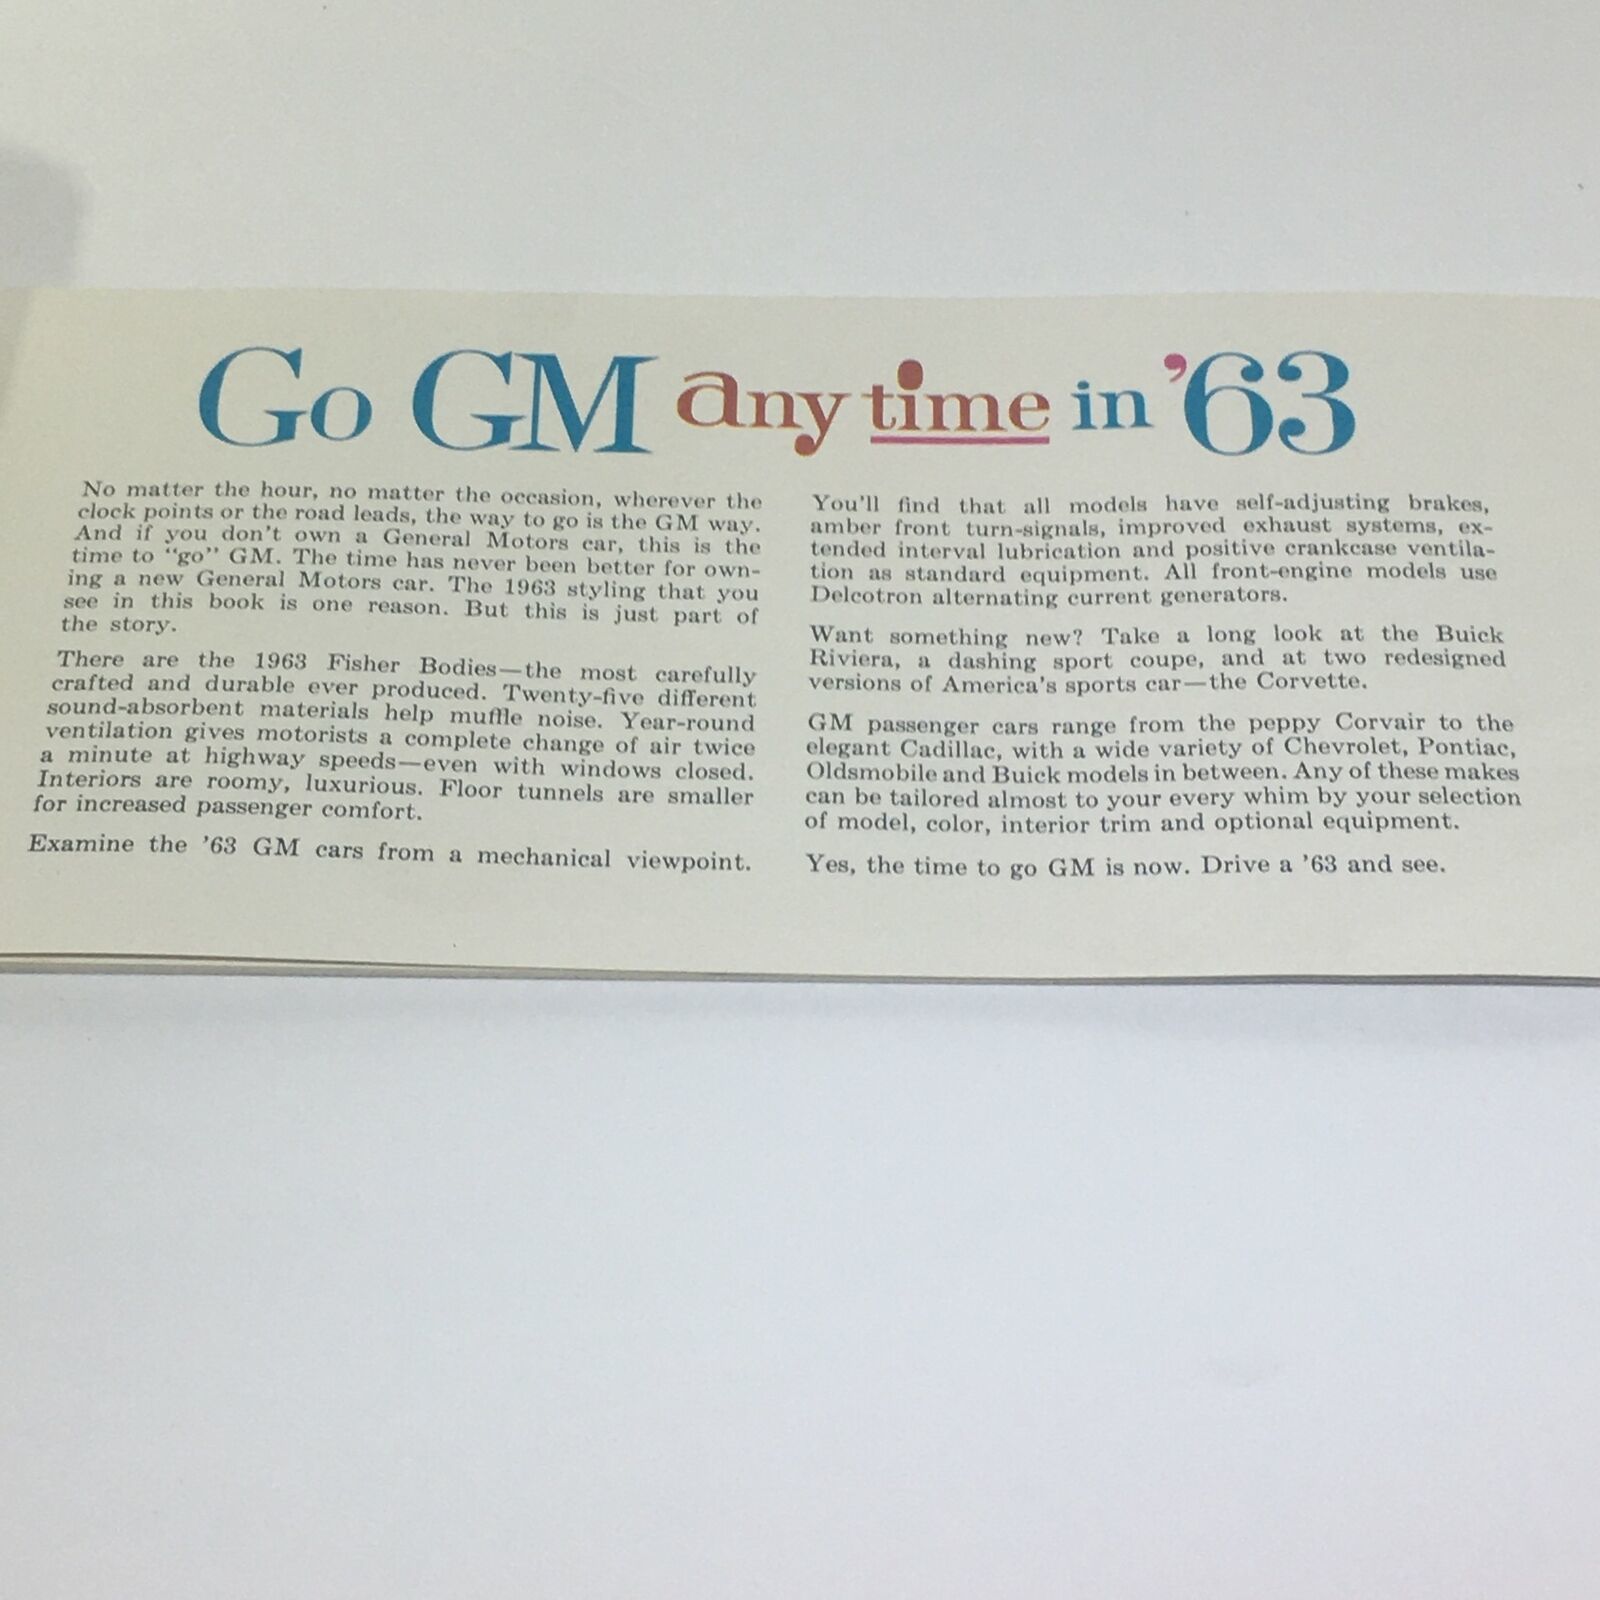 Go GM any time in ’63
No matter the hour, no matter the occasion, wherever the
clock points or the road leads, the way to go is the GM way.
And if you don’t own a General Motors car, this is the
time to “go” GM. The time has never been better for own-
ing a new General Motors car. The 1963 styling that you
see in this book is one reason. But this is just part of
the story.
There are the 1963 Fisher Bodies—the most carefully
crafted and durable ever produced. Twenty-five different
sound-absorbent materials help muffle noise. Year-round
ventilation gives motorists a complete change of air twice
a minute at highway speeds—even with windows closed.
Interiors are roomy, luxurious. Floor tunnels are smaller
for increased passenger comfort.
Examine the ’63 GM cars from a mechanical viewpoint.
You’ll find that all models have self-adjusting brakes,
amber front turn-signals, improved exhaust systems, ex-
tended interval lubrication and positive crankcase ventila-
tion as standard equipment. All front-engine models use
Delcotron alternating current generators.
Want something new? Take a long look at the Buick
Riviera, a dashing sport coupe, and at two redesigned
versions of America’s sports car—the Corvette.
GM passenger cars range from the peppy Corvair to the
elegant Cadillac, with a wide variety of Chevrolet, Pontiac,
Oldsmobile and Buick models in between. Any of these makes
can be tailored almost to your every whim by your selection
of model, color, interior trim and optional equipment.
Yes, the time to go GM is now. Drive a ’63 and see.